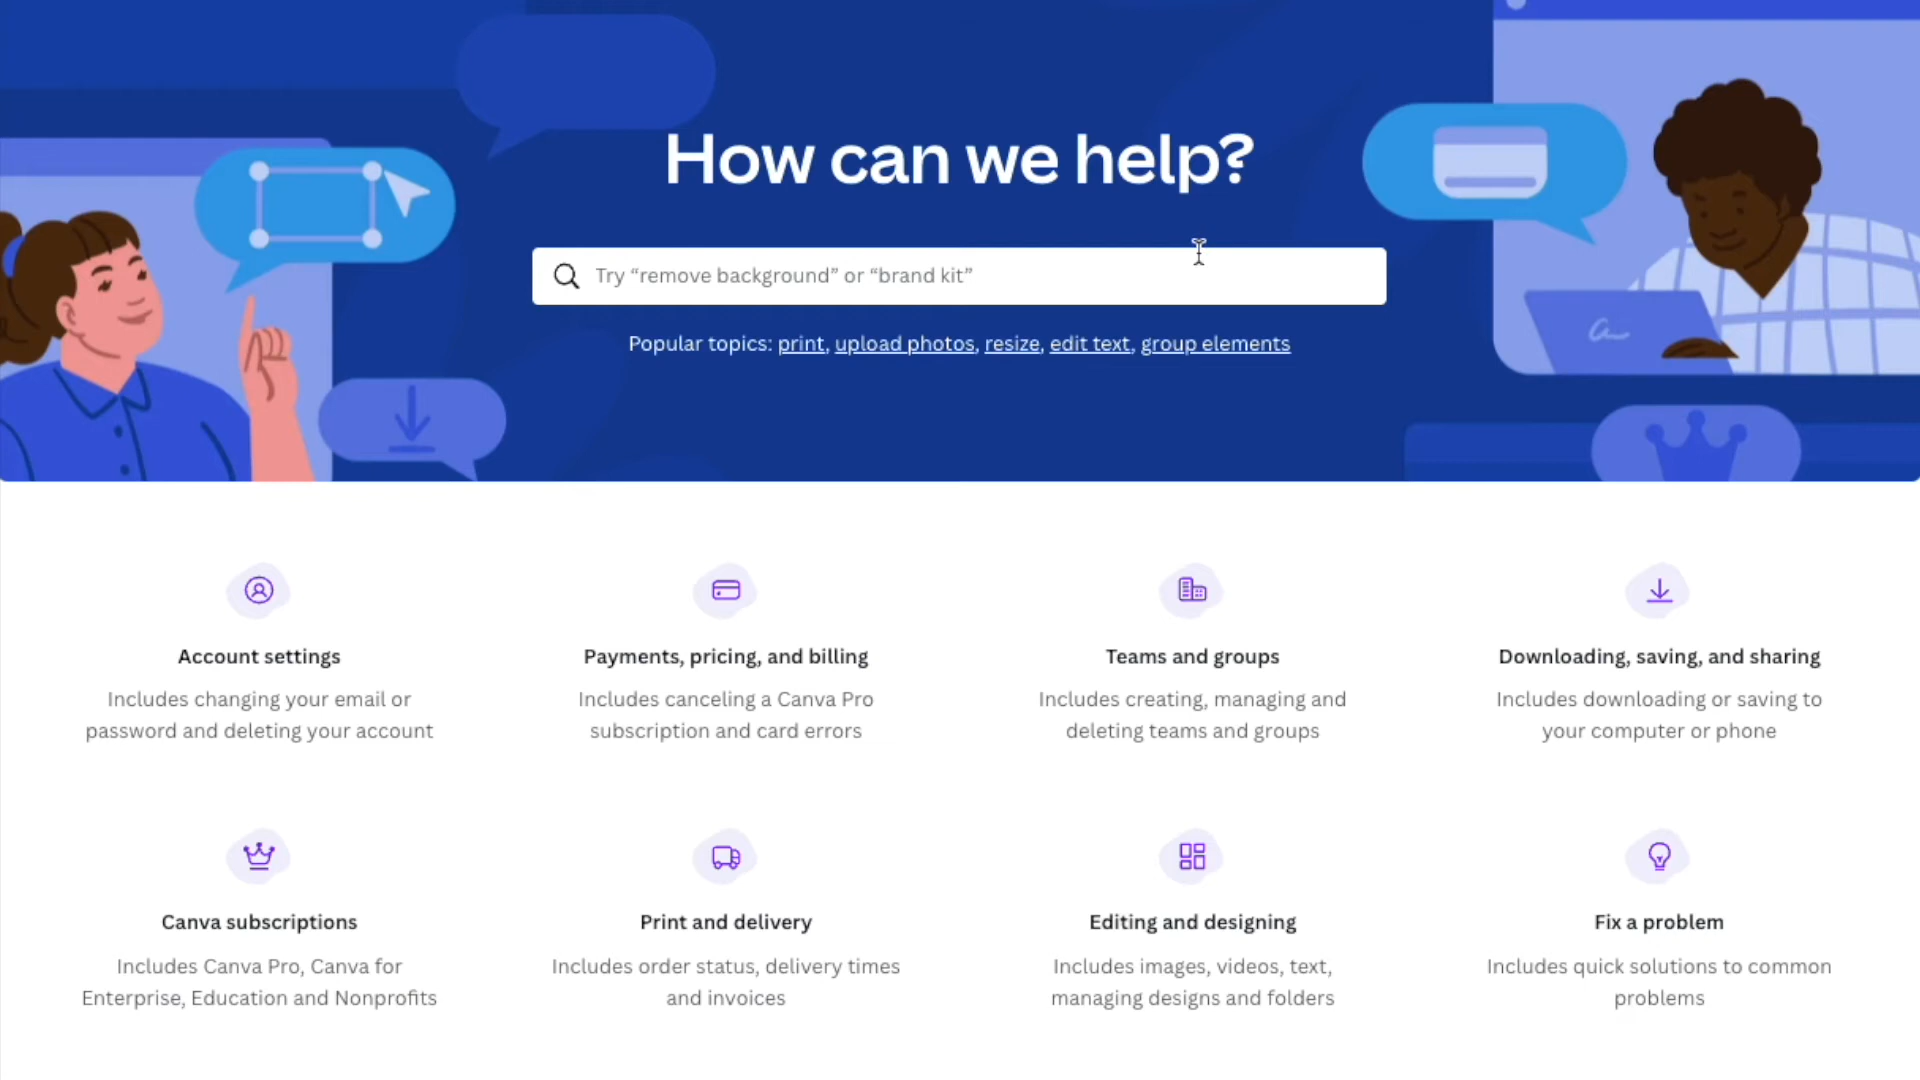 How can we help?
Try “remove background” or “brand kit”
Popular topics: print, upload photos, resize, edit text, group elements
Account settings
Includes changing your email or
password and deleting your account
Payments, pricing, and billing
Includes canceling a Canva Pro
subscription and card errors
Teams and groups
Includes creating, managing and
deleting teams and groups
Downloading, saving, and sharing
Includes downloading or saving to
your computer or phone
Canva subscriptions
Includes Canva Pro, Canva for
Enterprise, Education and Nonprofits
Print and delivery
Includes order status, delivery times
and invoices
Editing and designing
Includes images, videos, text,
managing designs and folders
Fix a problem
Includes quick solutions to common
problems